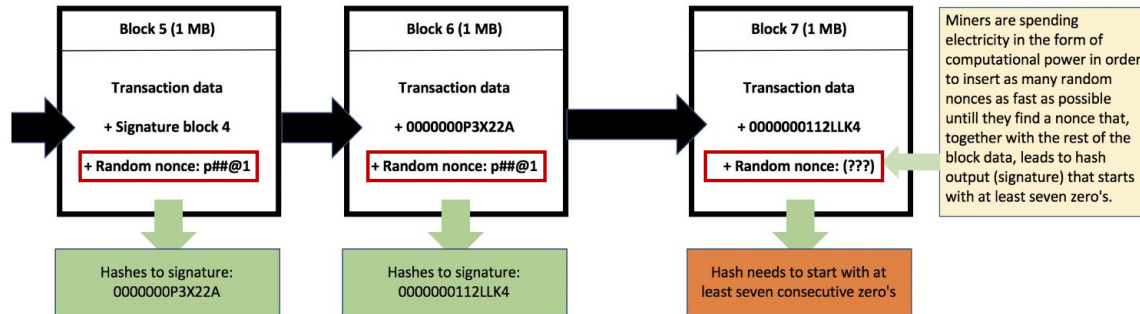 Block 5 (1 MB)
Transaction data
+ Signature block 4
+ Random nonce: p##@1
Hashes to signature:
0000000P3X22A
Block 6 (1 MB)
Transaction data
+ 0000000P3X22A
+ Random nonce: p##@1
Hashes to signature:
0000000112LLK4
Block 7 (1 MB)
Transaction data
+ 0000000112LLK4
+ Random nonce: (???)
Hash needs to start with at
least seven consecutive zero's
Miners are spending
electricity in the form of
computational power in order
to insert as many random
nonces as fast as possible
untill they find a nonce that,
together with the rest of the
block data, leads to hash
output (signature) that starts
with at least seven zero's.